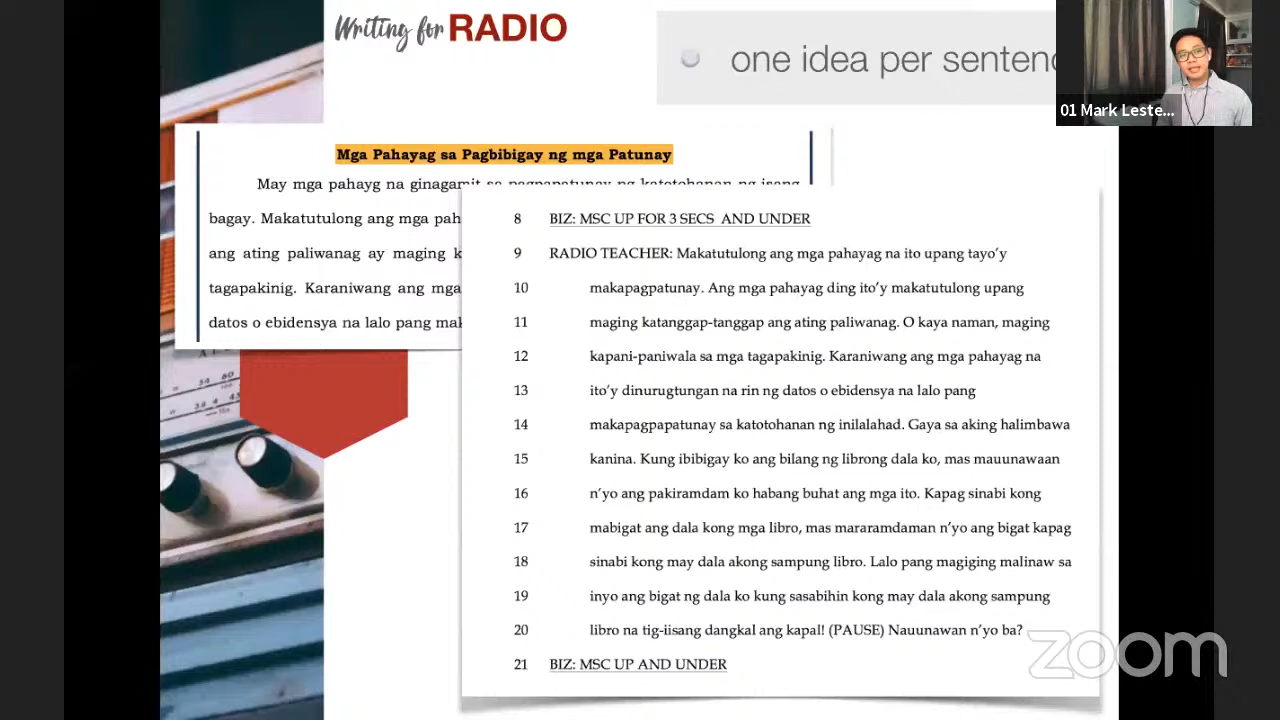 Writing for RADIO
one idea per sentenc
01 Mark Leste...
Mga Pahayag sa Pagbibigay ng mga Patunay
May mga pahayg na ginagamit sa pagpapatunay ng katotohanan ng isang
bagay. Makatutulong ang mga pah
ang ating paliwanag ay maging k
tagapakinig. Karaniwang ang mga
datos o ebidensya na lalo pang mak
8 BIZ: MSC UP FOR 3 SECS AND UNDER
9 RADIO TEACHER: Makatutulong ang mga pahayag na ito upang tayo'y
10 makapagpatunay. Ang mga pahayag ding ito'y makatutulong upang
11 maging katanggap-tanggap ang ating paliwanag. O kaya naman, maging
12 kapani-paniwala sa mga tagapakinig. Karaniwang ang mga pahayag na
13 ito'y dinurugtungan na rin ng datos o ebidensya na lalo pang
14 makapagpapatunay sa katotohanan ng inilalahad. Gaya sa aking halimbawa
15 kanina. Kung ibibigay ko ang bilang ng librong dala ko, mas mauunawaan
16 n'yo ang pakiramdam ko habang buhat ang mga ito. Kapag sinabi kong
17 mabigat ang dala kong mga libro, mas mararamdaman n'yo ang bigat kapag
18 sinabi kong may dala akong sampung libro. Lalo pang magiging malinaw sa
19 inyo ang bigat ng dala ko kung sasabihin kong may dala akong sampung
20 libro na tig-iisang dangkal ang kapal! (PAUSE) Nauunawan n'yo ba?
21 BIZ: MSC UP AND UNDER
zoom